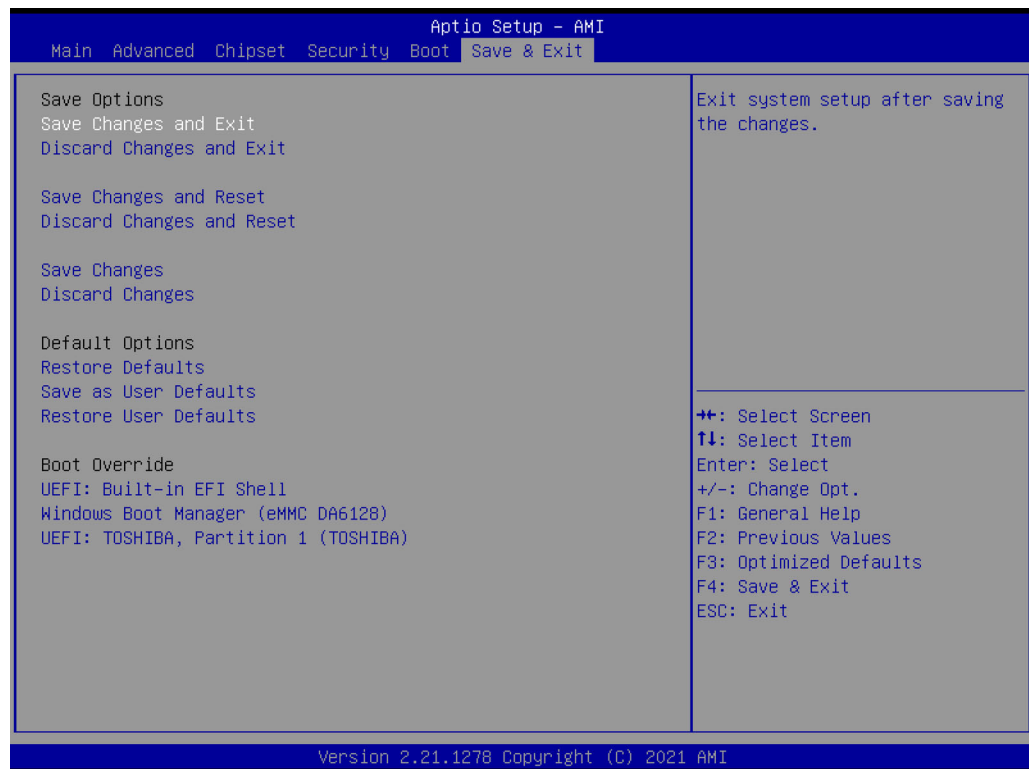 Aptio Setup – AMI
Main Advanced Chipset Security Boot Save & Exit
Save Options
Save Changes and Exit
Discard Changes and Exit
Save Changes and Reset
Discard Changes and Reset
Save Changes
Discard Changes
Default Options
Restore Defaults
Save as User Defaults
Restore User Defaults
Boot Override
UEFI: Built-in EFI Shell
Windows Boot Manager (eMMC DA6128)
UEFI: TOSHIBA, Partition 1 (TOSHIBA)
Exit system setup after saving
the changes.
→←: Select Screen
↑↓: Select Item
Enter: Select
+/-: Change Opt.
F1: General Help
F2: Previous Values
F3: Optimized Defaults
F4: Save & Exit
ESC: Exit
Version 2.21.1278 Copyright (C) 2021 AMI